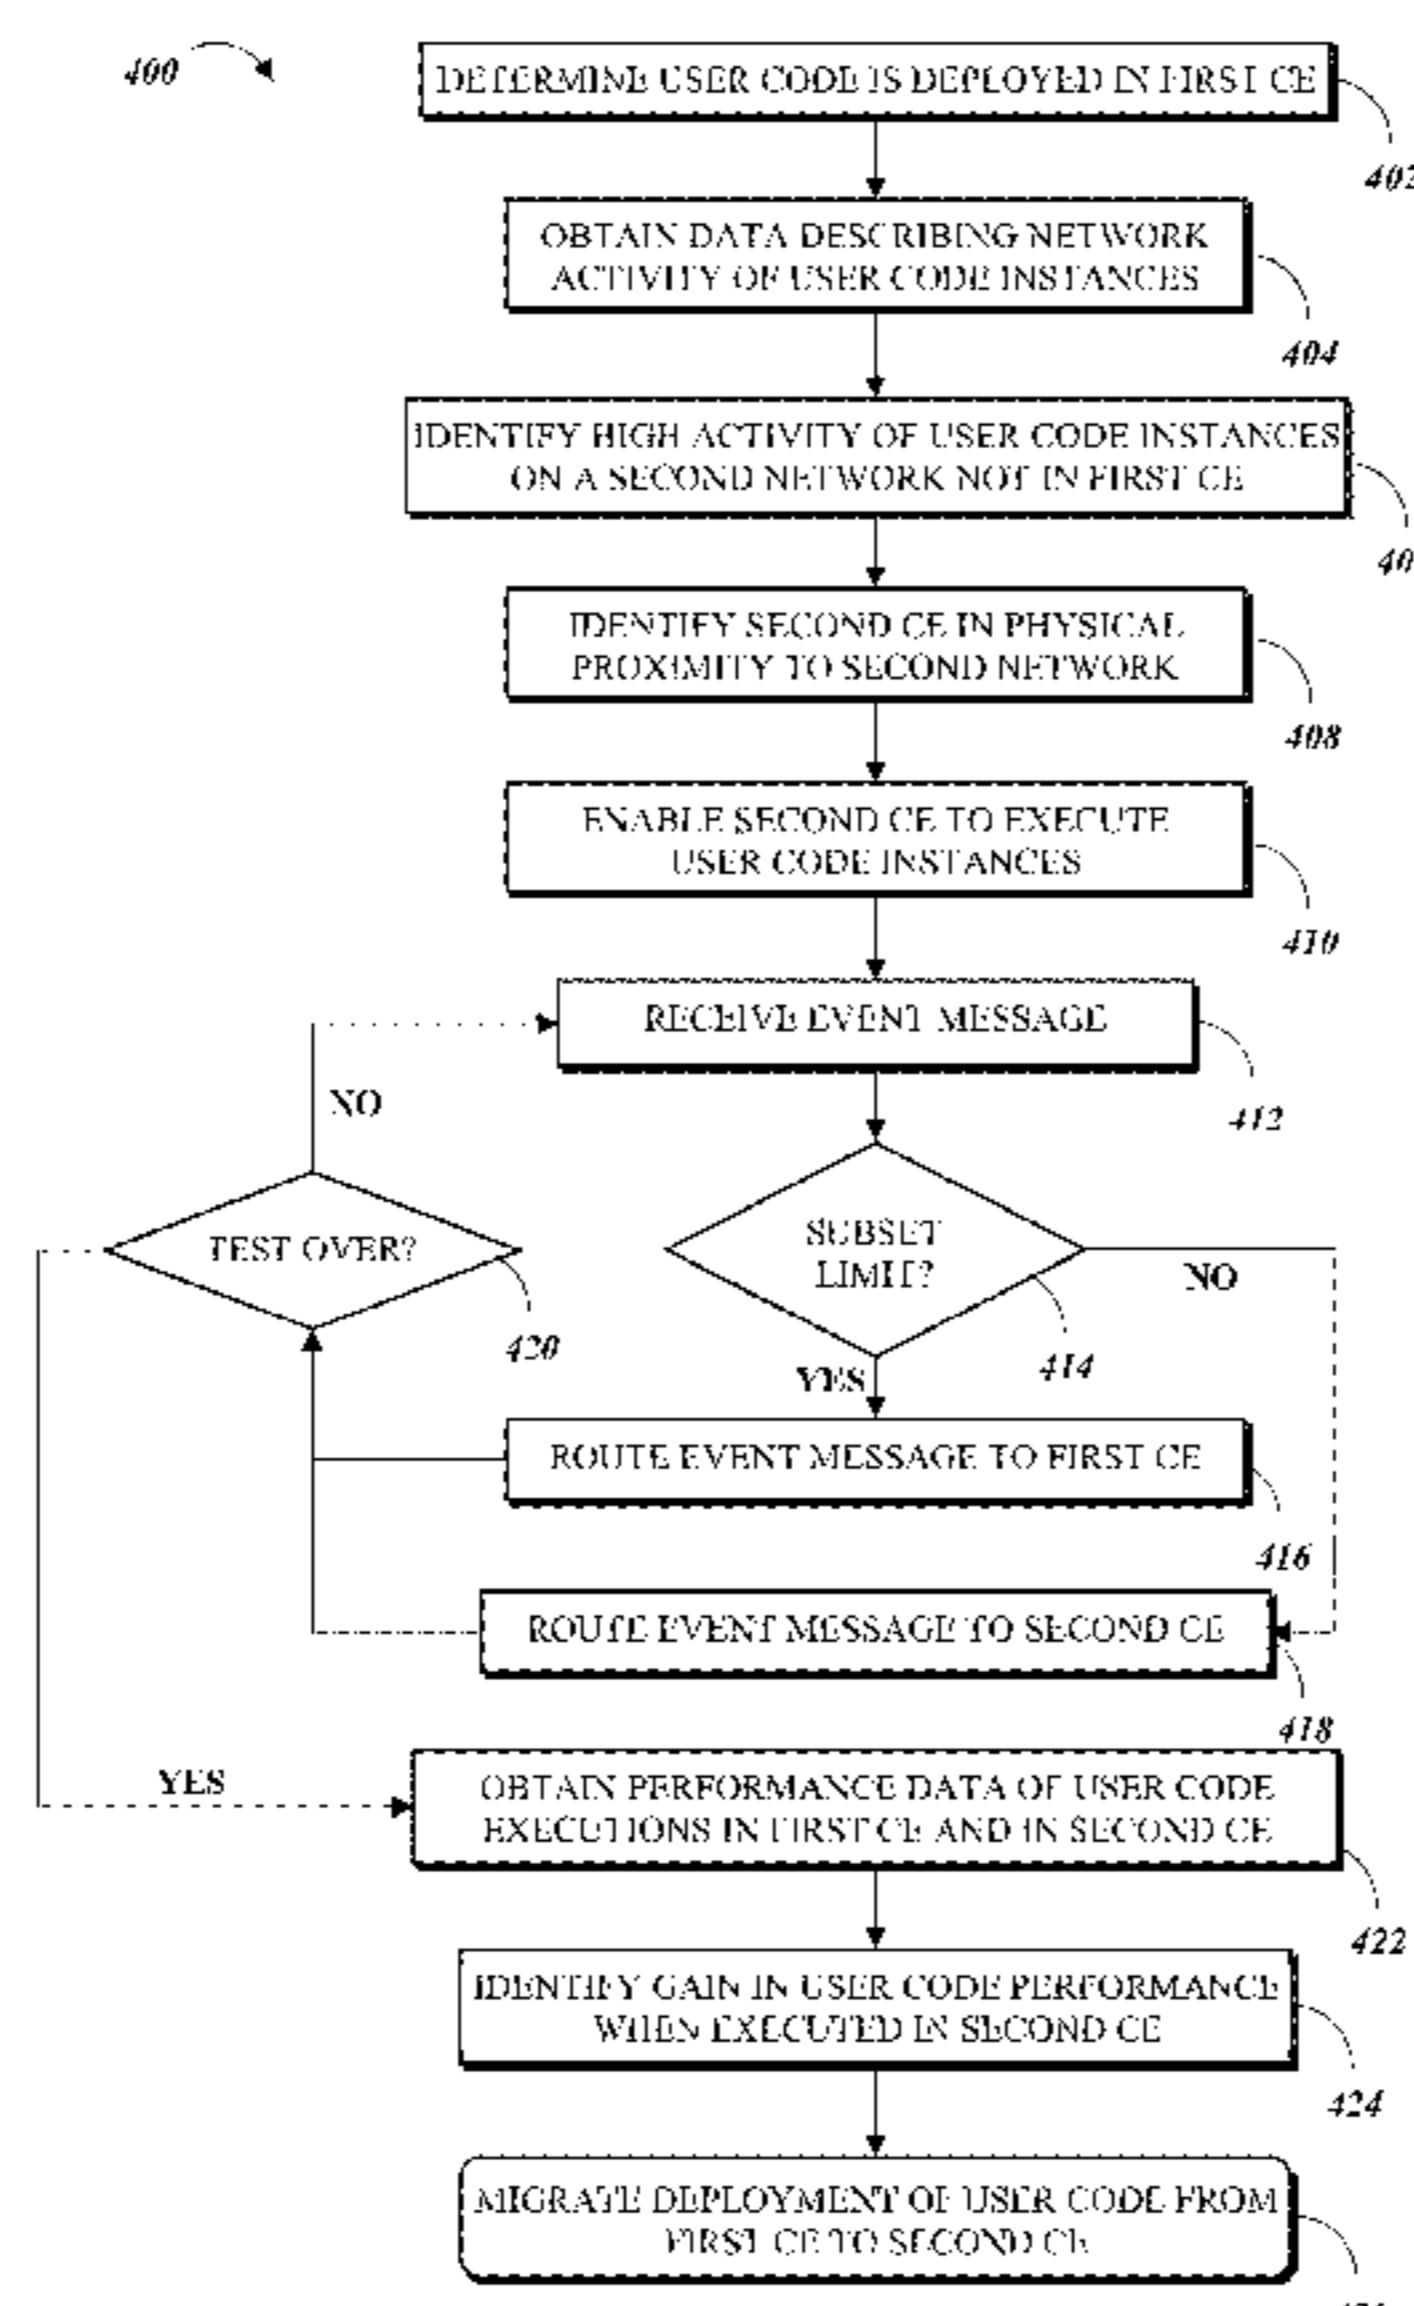 400
DETERMINE USER CODE IS DEPLOYED IN FIRST CE
402
OBTAIN DATA DESCRIBING NETWORK
ACTIVITY OF USER CODE INSTANCES
404
IDENTIFY HIGH ACTIVITY OF USER CODE INSTANCES
ON A SECOND NETWORK NOT IN FIRST CE
40
IDENTIFY SECOND CE IN PHYSICAL
PROXIMITY TO SECOND NETWORK
408
ENABLE SECOND CE TO EXECUTE
USER CODE INSTANCES
410
RECEIVE EVENT MESSAGE
412
NO
TEST OVER?
420
SUBSET
LIMIT?
NO
414
YES
ROUTE EVENT MESSAGE TO FIRST CE
416
ROUTE EVENT MESSAGE TO SECOND CE
418
YES
OBTAIN PERFORMANCE DATA OF USER CODE
EXECUTIONS IN FIRST CE AND IN SECOND CE
422
IDENTIFY GAIN IN USER CODE PERFORMANCE
WHEN EXECUTED IN SECOND CE
424
MIGRATE DEPLOYMENT OF USER CODE FROM
FIRST CE TO SECOND CE